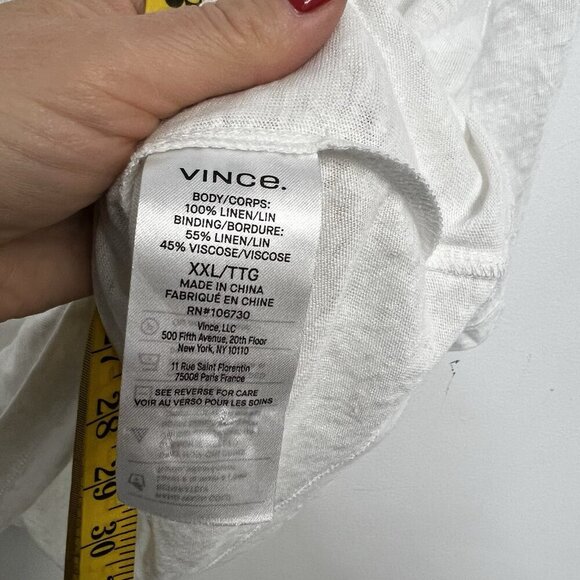 VINCE.
BODY/CORPS:
100% LINEN/LIN
BINDING/BORDURE:
55% LINEN/LIN
45% VISCOSE/VISCOSE
XXL/TTG
MADE IN CHINA
FABRIQUÉ EN CHINE
RN#106730
Vince, LLC
500 Fifth Avenue, 20th Floor
New York, NY 10110
11 Rue Saint Florentin
75008 Paris France
SEE REVERSE FOR CARE
VOIR AU VERSO POUR LES SOINS
27
28
29
30